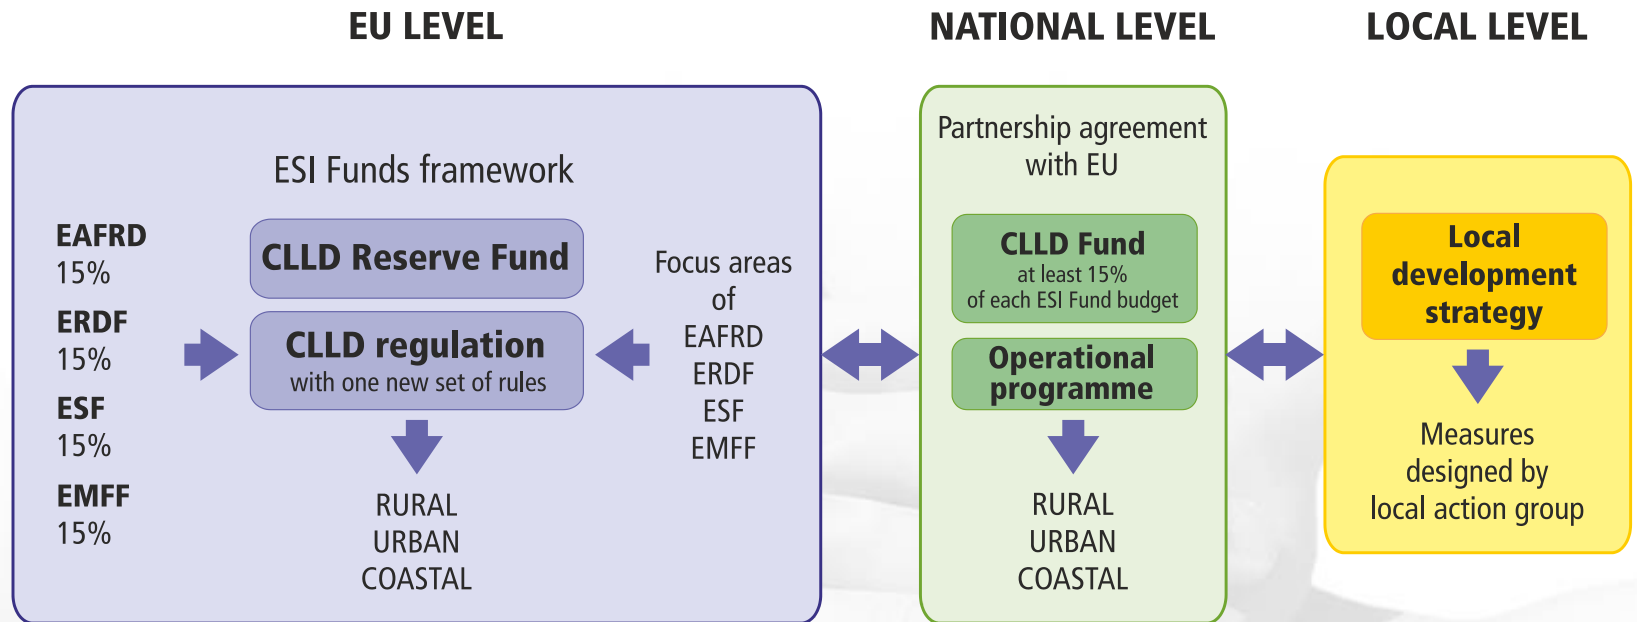 EU LEVEL
NATIONAL LEVEL
LOCAL LEVEL
ESI Funds framework
EAFRD
15%
ERDF
15%
ESF
15%
EMFF
15%
CLLD Reserve Fund
CLLD regulation
with one new set of rules
RURAL
URBAN
COASTAL
Focus areas
of
EAFRD
ERDF
ESF
EMFF
Partnership agreement
with EU
CLLD Fund
at least 15%
of each ESI Fund budget
Operational
programme
RURAL
URBAN
COASTAL
Local
development
strategy
Measures
designed by
local action group